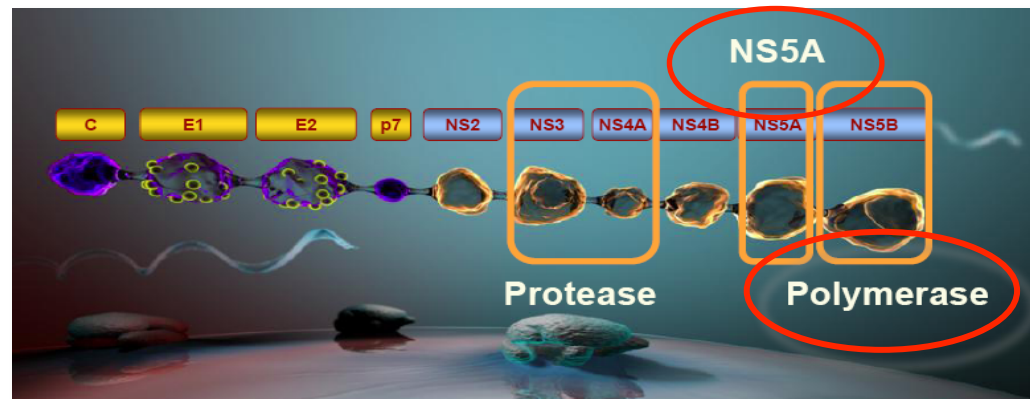 NS5A
C E1 E2 p7 NS2 NS3 NS4A NS4B NS5A NS5B
Protease Polymerase